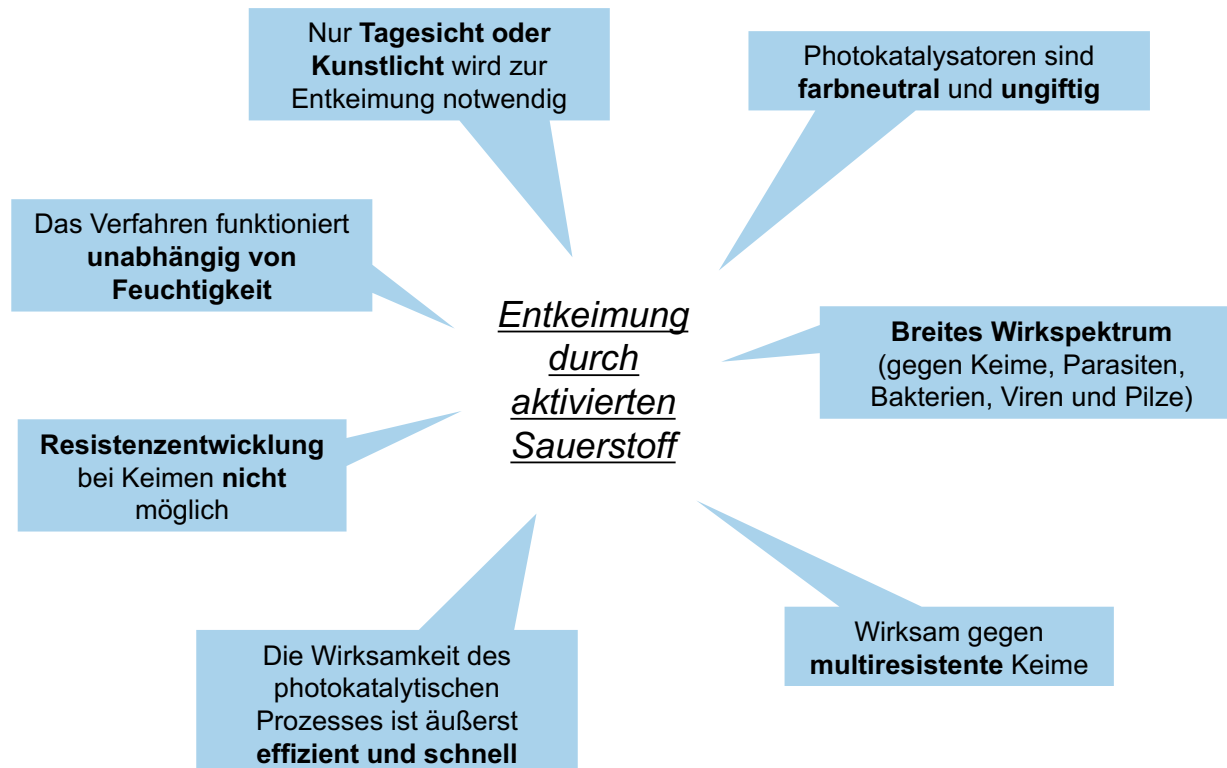 Nur Tagesicht oder
Kunstlicht wird zur
Entkeimung notwendig
Photokatalysatoren sind
farbneutral und ungiftig
Das Verfahren funktioniert
unabhängig von
Feuchtigkeit
Entkeimung
durch
aktivierten
Sauerstoff
Breites Wirkspektrum
(gegen Keime, Parasiten,
Bakterien, Viren und Pilze)
Resistenzentwicklung
bei Keimen nicht
möglich
Die Wirksamkeit des
photokatalytischen
Prozesses ist äußerst
effizient und schnell
Wirksam gegen
multiresistente Keime